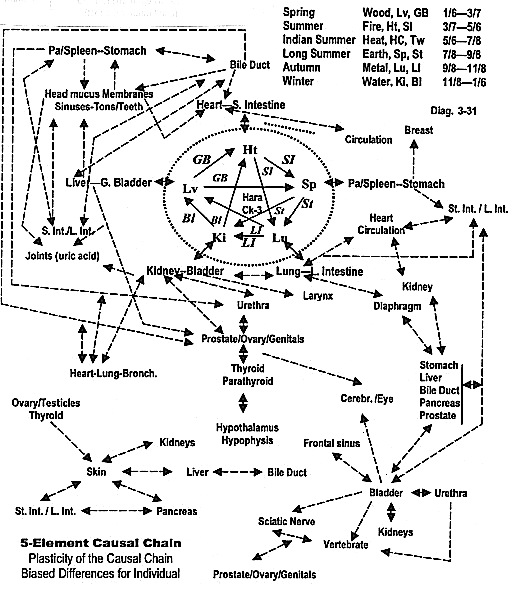 Spring Wood, Lv, GB 1/6—3/7
Summer Fire, Ht, SI 3/7—5/6
Indian Summer Heat, HC, Tw 5/6—7/8
Long Summer Earth, Sp, St 7/8—9/8
Autumn Metal, Lu, LI 9/8—11/8
Winter Water, Ki, Bl 11/8—1/6
Diag. 3-31
Pa/Spleen--Stomach
Bile Duct
Head mucus Membranes
Sinuses-Tons/Teeth
Heart--S. Intestine
Circulation
Breast
GB
Ht
SI
GB
SI
Liver--G. Bladder
Lv
Sp
Pa/Spleen--Stomach
Hara
Ck-3
St
St
Bl
Bl
LI
LI
Ki
Lu
St. Int. / L. Int.
Heart
Circulation
S. Int./L. Int.
Joints (uric acid)
Kidney--Bladder
Lung--L. Intestine
Larynx
Kidney
Diaphragm
Urethra
Prostate/Ovary/Genitals
Thyroid
Parathyroid
Heart-Lung-Bronch.
Stomach
Liver
Bile Duct
Pancreas
Prostate
Ovary/Testicles
Thyroid
Cerebr./Eye
Hypothalamus
Hypophysis
Kidneys
Frontal sinus
Skin
Liver
Bile Duct
Bladder
Urethra
St. Int. / L. Int.
Pancreas
Sciatic Nerve
Kidneys
Vertebrate
5-Element Causal Chain
Plasticity of the Causal Chain
Biased Differences for Individual
Prostate/Ovary/Genitals